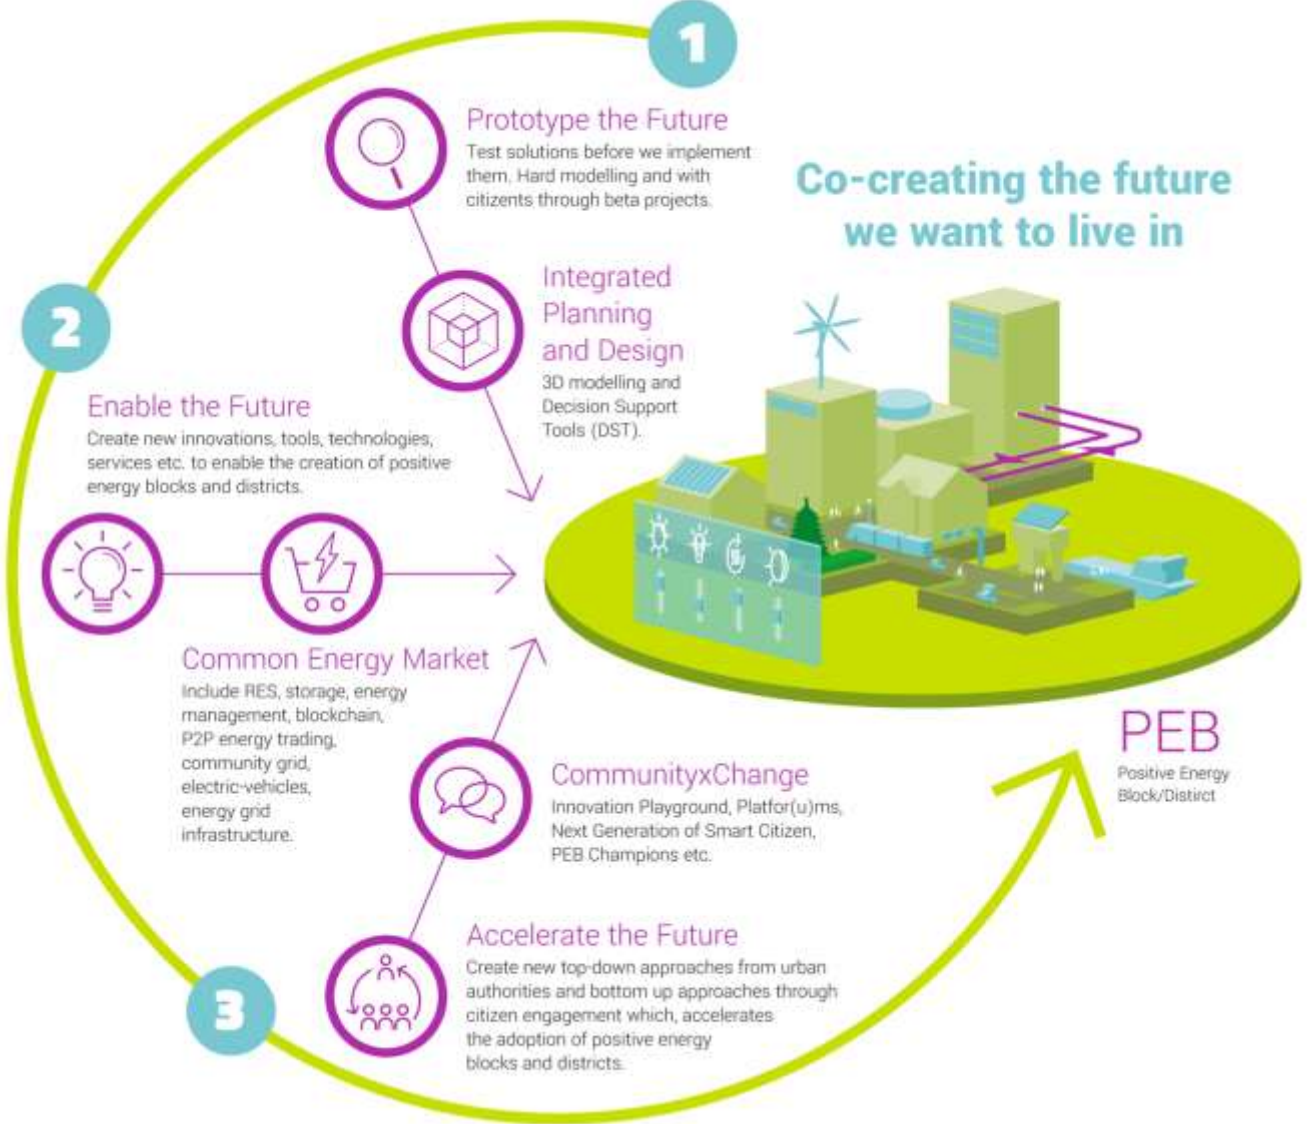 1
Prototype the Future
Test solutions before we implement
them. Hard modelling and with
citizents through beta projects.
Co-creating the future
we want to live in
Integrated
Planning
and Design
3D modelling and
Decision Support
Tools (DST).
2
Enable the Future
Create new innovations, tools, technologies,
services etc. to enable the creation of positive
energy blocks and districts.
Common Energy Market
Include RES, storage, energy
management, blockchain,
P2P energy trading,
community grid,
electric-vehicles,
energy grid
infrastructure.
CommunityxChange
Innovation Playground, Platfor(u)ms,
Next Generation of Smart Citizen,
PEB Champions etc.
PEB
Positive Energy
Block/Distirct
3
Accelerate the Future
Create new top-down approaches from urban
authorities and bottom up approaches through
citizen engagement which, accelerates
the adoption of positive energy
blocks and districts.